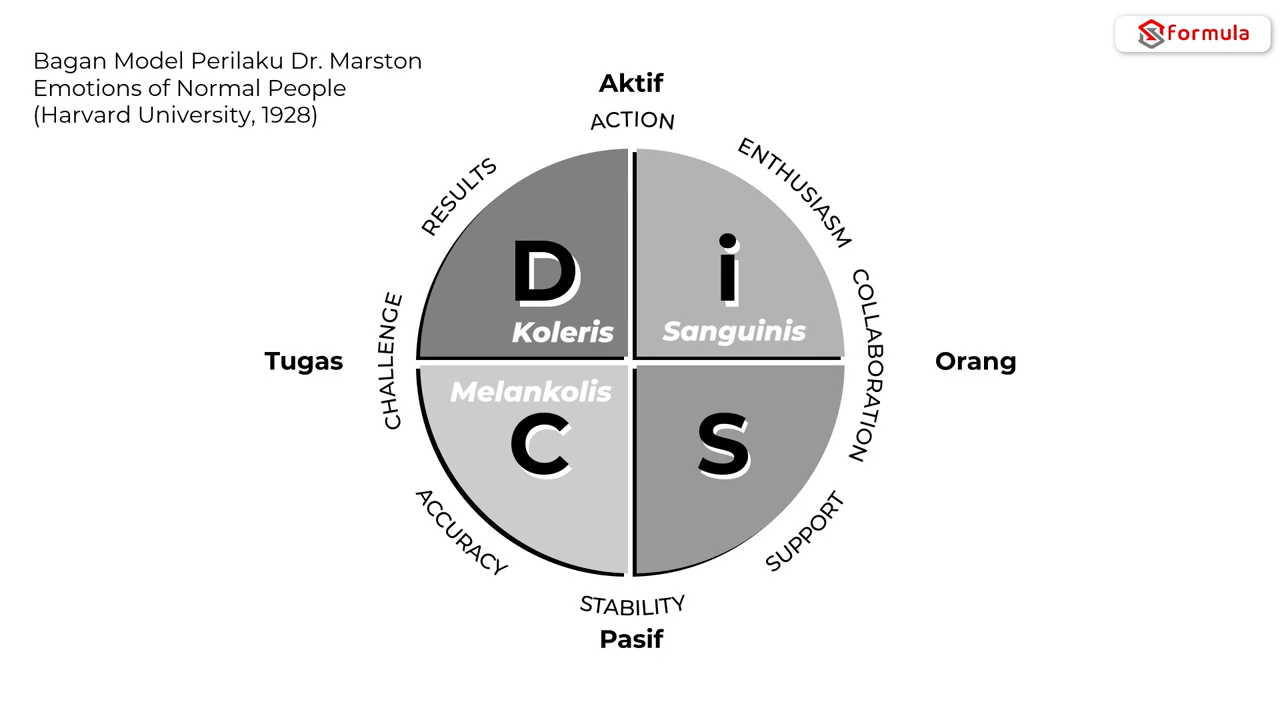 formula
Bagan Model Perilaku Dr. Marston
Emotions of Normal People
(Harvard University, 1928)
Aktif
ACTION
RESULTS
ENTHUSIASM
D
i
Koleris
Sanguinis
CHALLENGE
COLLABORATION
Tugas
Orang
Melankolis
C
S
ACCURACY
SUPPORT
STABILITY
Pasif